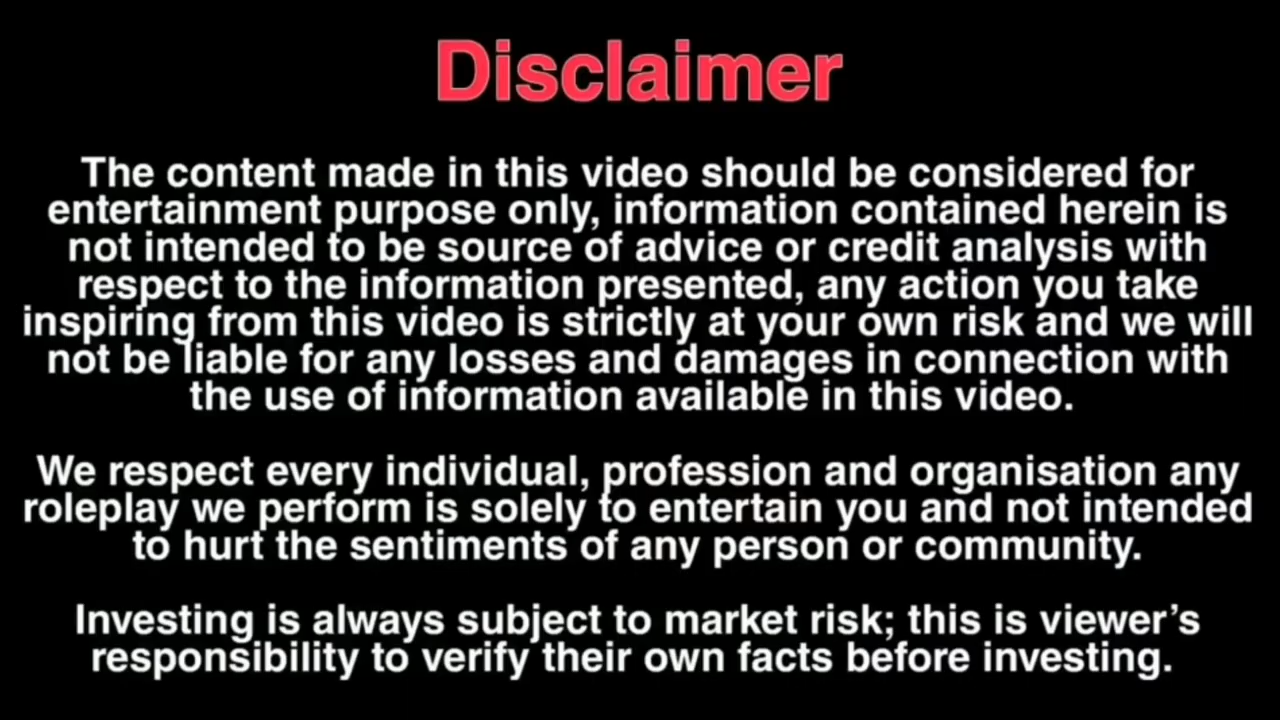 Disclaimer
The content made in this video should be considered for
entertainment purpose only, information contained herein is
not intended to be source of advice or credit analysis with
respect to the information presented, any action you take
inspiring from this video is strictly at your own risk and we will
not be liable for any losses and damages in connection with
the use of information available in this video.
We respect every individual, profession and organisation any
roleplay we perform is solely to entertain you and not intended
to hurt the sentiments of any person or community.
Investing is always subject to market risk; this is viewer’s
responsibility to verify their own facts before investing.